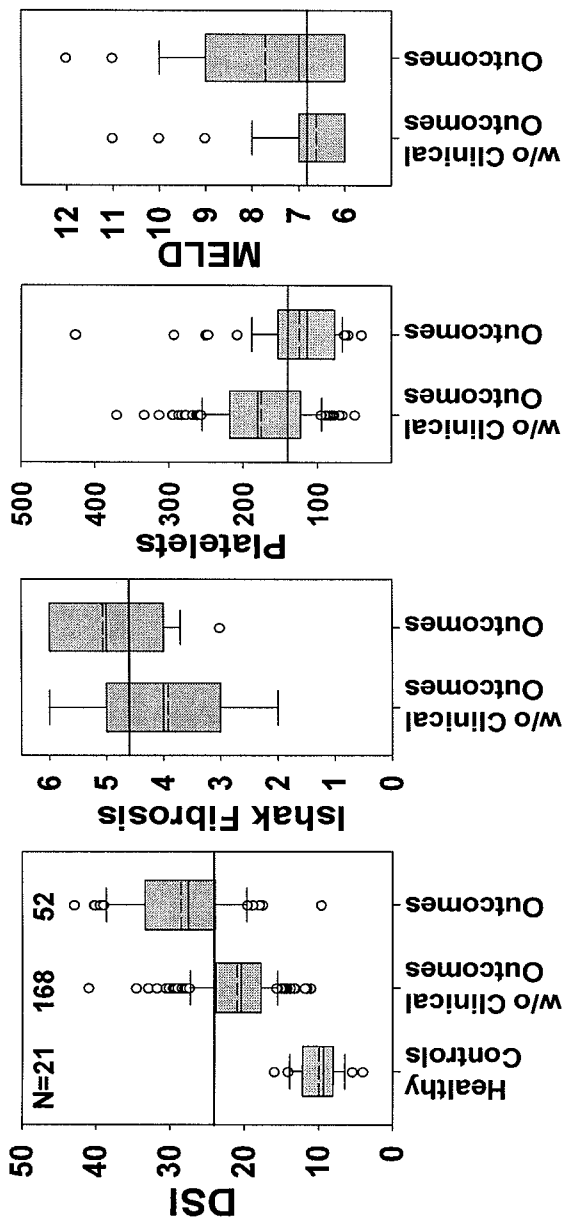 DSI
50
40
30
20
10
0
N=21
168
52
Healthy
Controls
w/o Clinical
Outcomes
Outcomes
Ishak Fibrosis
6
5
4
3
2
1
0
w/o Clinical
Outcomes
Outcomes
Platelets
500
400
300
200
100
w/o Clinical
Outcomes
Outcomes
MELD
12
11
10
9
8
7
6
w/o Clinical
Outcomes
Outcomes